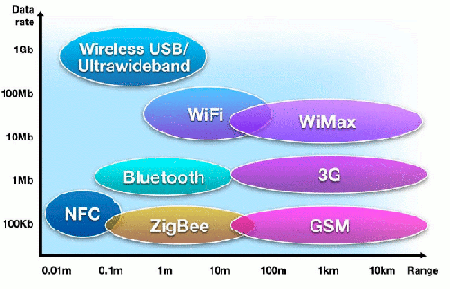 Data
rate
1Gb
100Mb
10Mb
1Mb
100Kb
Wireless USB/
Ultrawideband
WiFi
WiMax
Bluetooth
3G
NFC
ZigBee
GSM
0.01m 0.1m 1m 10m 100m 1km 10km Range